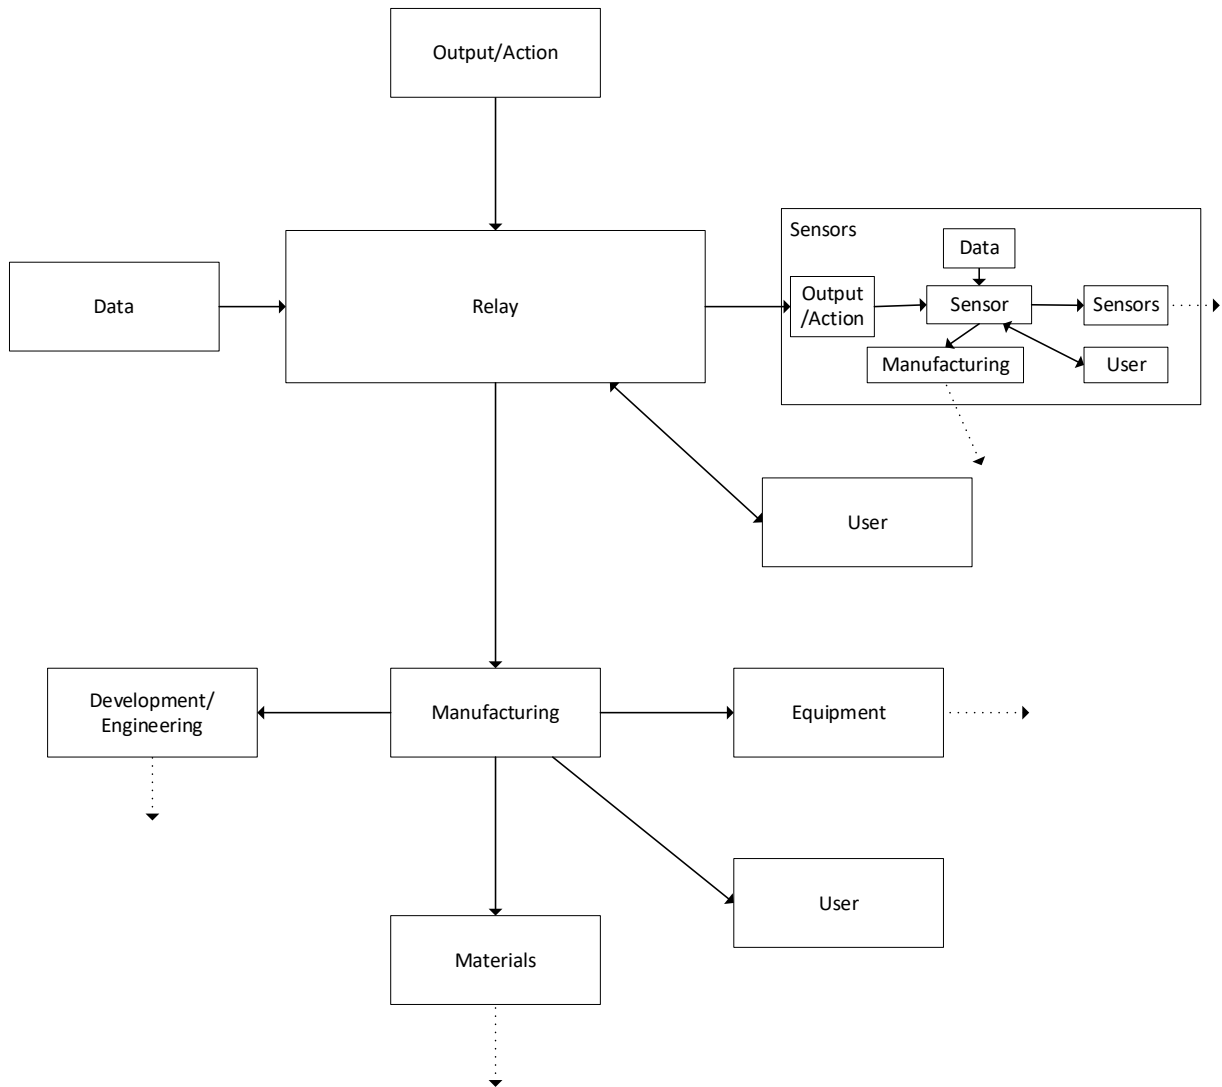 Output/Action
Sensors
Data
Data
Relay
Output
/Action
Sensor
Sensors
Manufacturing
User
User
Development/
Engineering
Manufacturing
Equipment
User
Materials